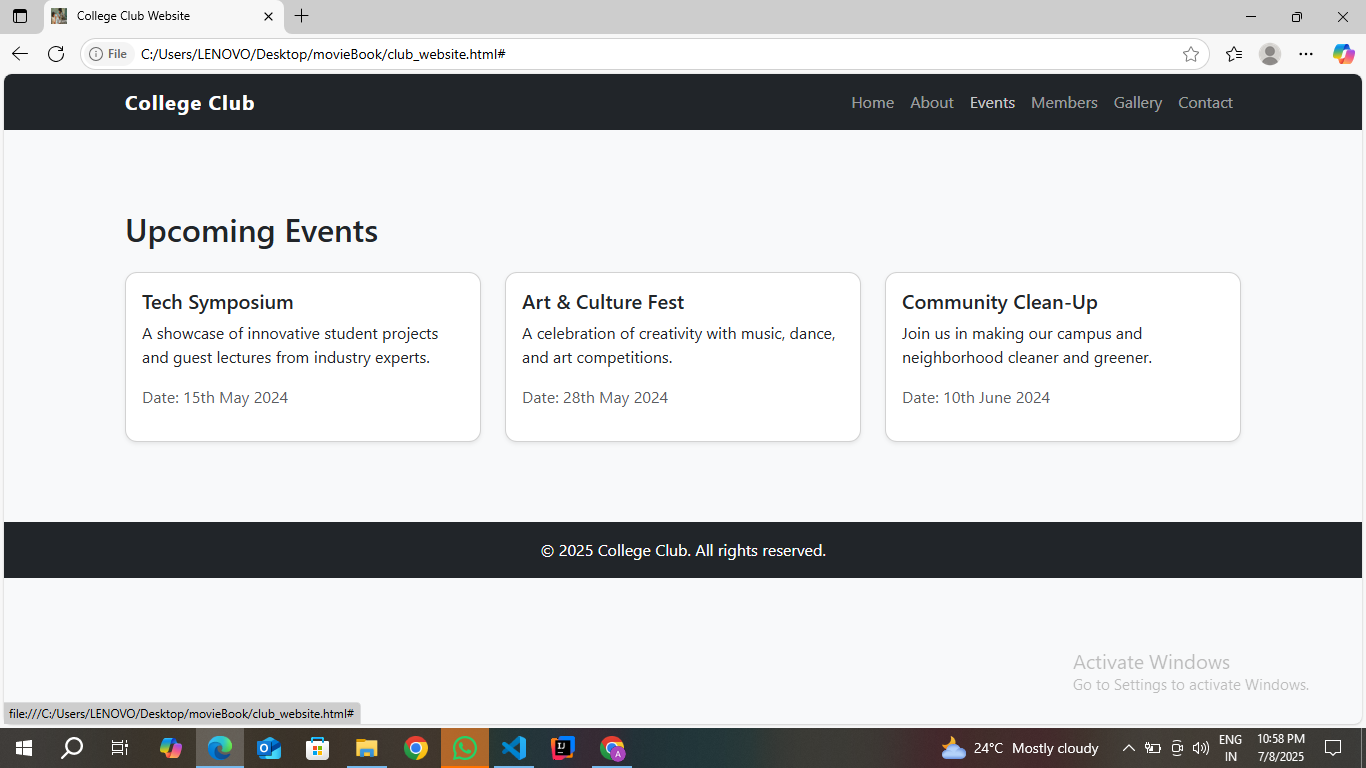 College Club Website
File
C:/Users/LENOVO/Desktop/movieBook/club_website.html#
College Club
Home About Events Members Gallery Contact
Upcoming Events
Tech Symposium
A showcase of innovative student projects
and guest lectures from industry experts.
Date: 15th May 2024
Art & Culture Fest
A celebration of creativity with music, dance,
and art competitions.
Date: 28th May 2024
Community Clean-Up
Join us in making our campus and
neighborhood cleaner and greener.
Date: 10th June 2024
© 2025 College Club. All rights reserved.
Activate Windows
Go to Settings to activate Windows.
file:///C:/Users/LENOVO/Desktop/movieBook/club_website.html#
24°C Mostly cloudy
ENG
IN
10:58 PM
7/8/2025